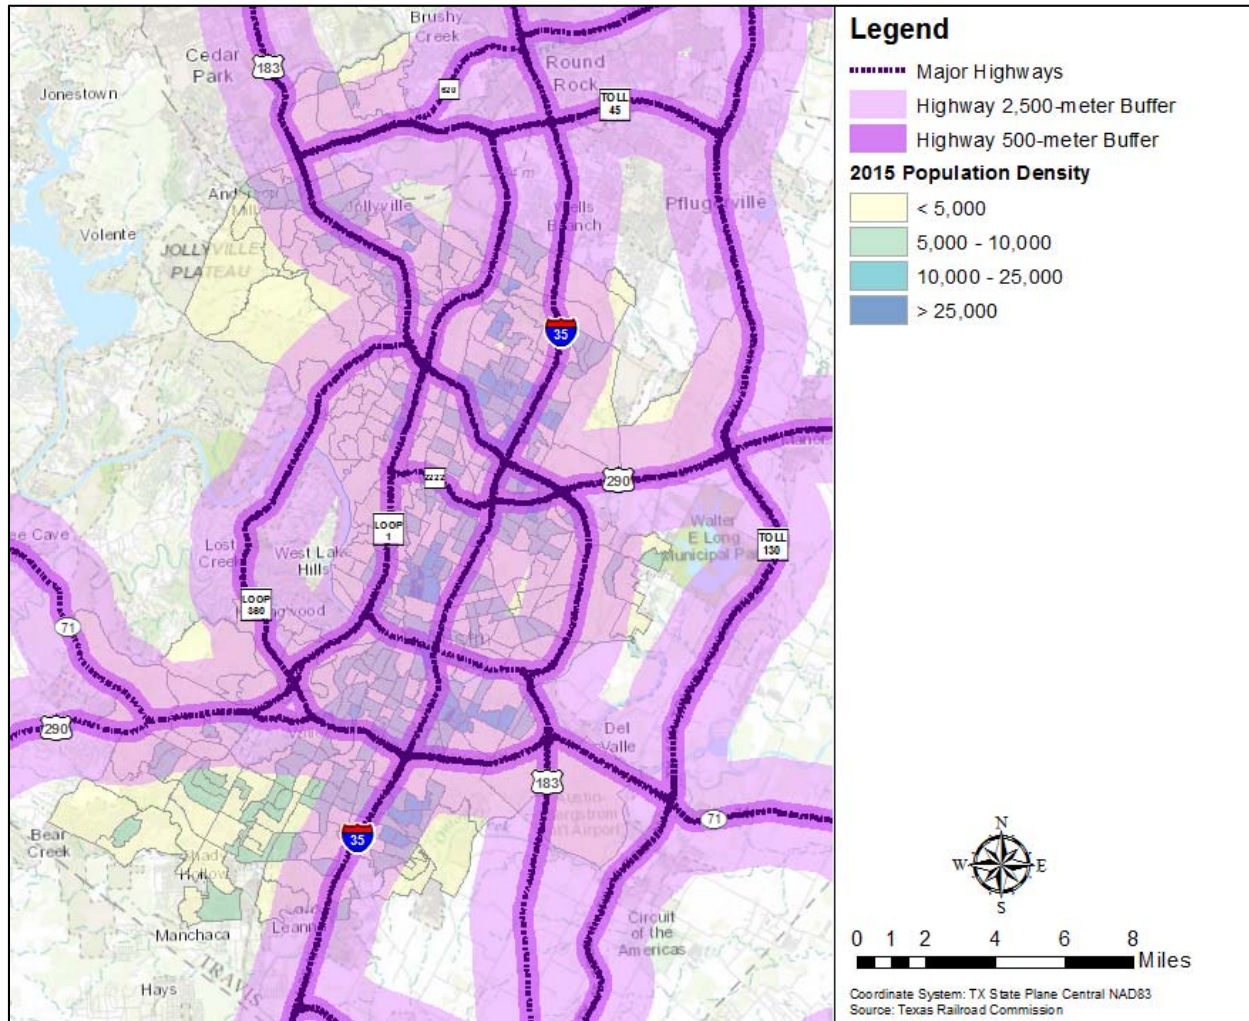 Brushy
Creek
Cedar
Park
183
Jonestown
Round
Rock
620
TOLL
45
Jollyville
Wells
Branch
Volente
JOLLYVILLE
PLATEAU
35
290
2222
LOOP
1
Walter
E Long
Municipal
TOLL
130
Lost
Creek
West Lake
Hills
LOOP
360
71
290
Del
Valle
183
71
35
Bear
Creek
Manchaca
Circuit
of the
Americas
TRAVIS
Hays
Legend
Major Highways
Highway 2,500-meter Buffer
Highway 500-meter Buffer
2015 Population Density
< 5,000
5,000 - 10,000
10,000 - 25,000
> 25,000
N
W E
S
0 1 2 4 6 8
Miles
Coordinate System: TX State Plane Central NAD83
Source: Texas Railroad Commission